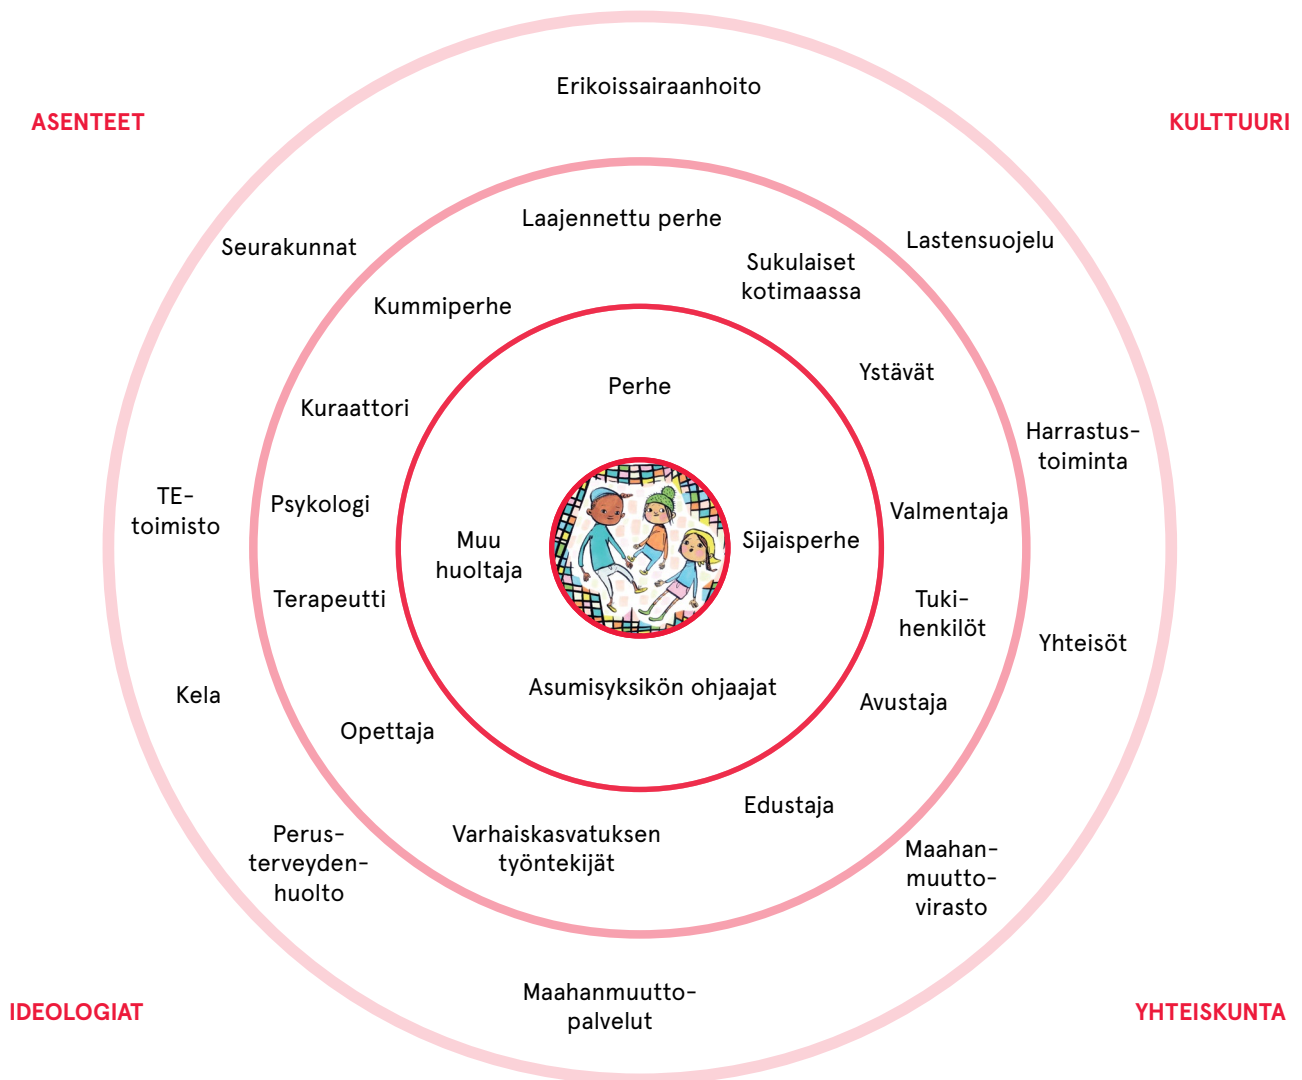 Erikoissairaanhoito
ASENTEET
KULTTUURI
Laajennettu perhe
Seurakunnat
Lastensuojelu
Sukulaiset
kotimaassa
Kummiperhe
Ystävät
Perhe
Kuraattori
Harrastus-
toiminta
TE-
toimisto
Psykologi
Valmentaja
Muu
huoltaja
Sijaisperhe
Terapeutti
Tuki-
henkilöt
Yhteisöt
Kela
Asumisyksikön ohjaajat
Avustaja
Opettaja
Edustaja
Perus-
terveyden-
huolto
Varhaiskasvatuksen
työntekijät
Maahan-
muutto-
virasto
Maahanmuutto-
palvelut
IDEOLOGIAT
YHTEISKUNTA